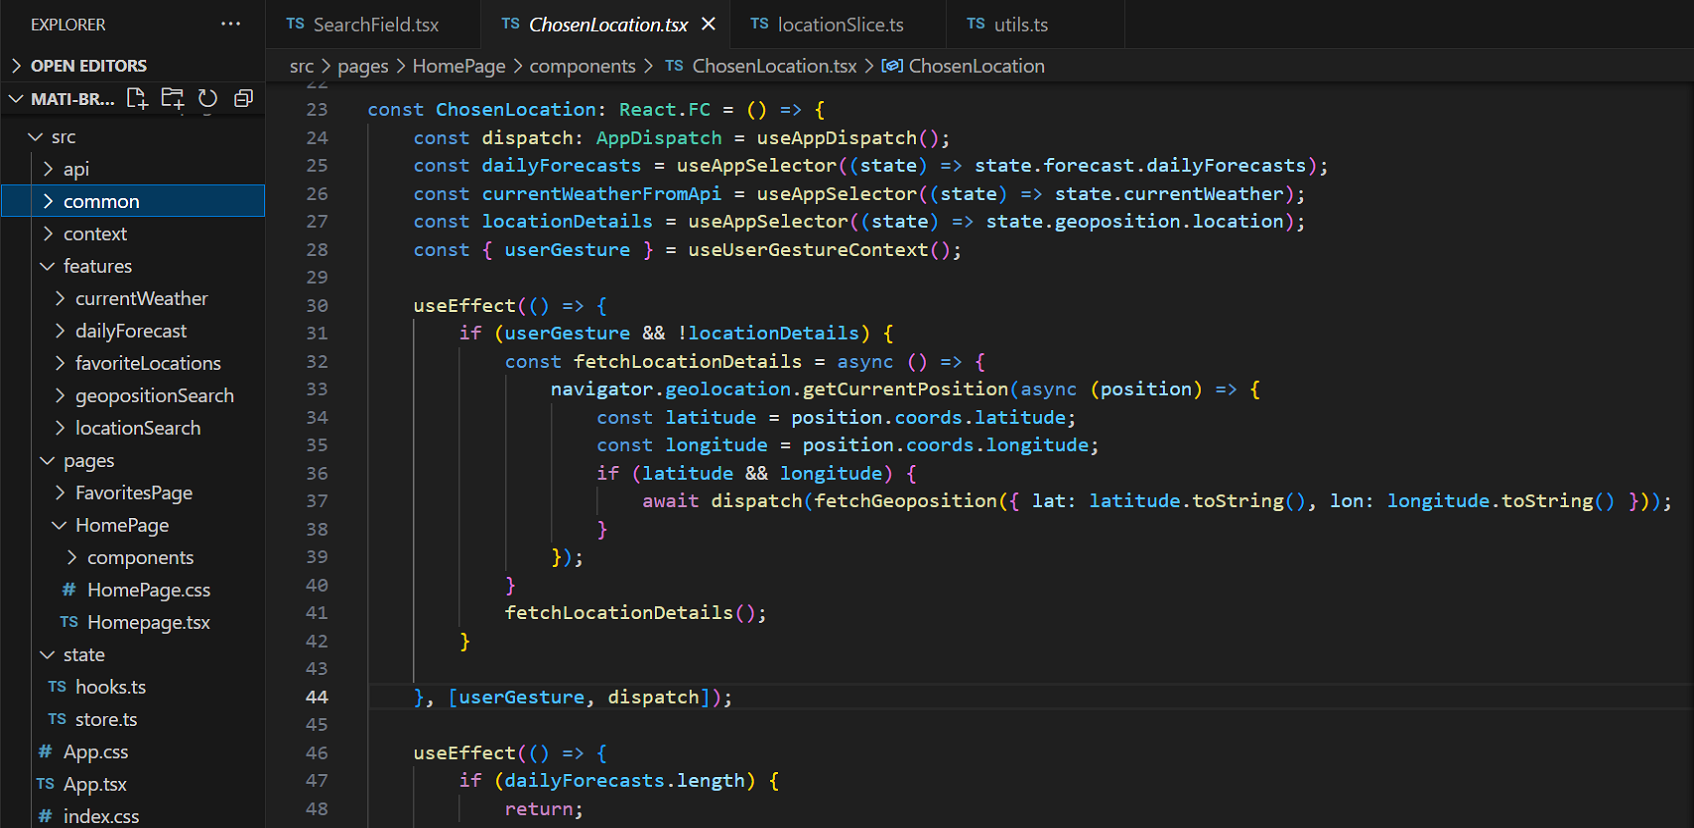 EXPLORER ...
OPEN EDITORS
MATI-BR...
src
api
common
context
features
currentWeather
dailyForecast
favoriteLocations
geopositionSearch
locationSearch
pages
FavoritesPage
HomePage
components
# HomePage.css
TS Homepage.tsx
state
TS hooks.ts
TS store.ts
# App.css
TS App.tsx
# index.css
TS SearchField.tsx TS ChosenLocation.tsx TS locationSlice.ts TS utils.ts
src > pages > HomePage > components > TS ChosenLocation.tsx > ChosenLocation
22
23 const ChosenLocation: React.FC = () => {
24 const dispatch: AppDispatch = useAppDispatch();
25 const dailyForecasts = useAppSelector((state) => state.forecast.dailyForecasts);
26 const currentWeatherFromApi = useAppSelector((state) => state.currentWeather);
27 const locationDetails = useAppSelector((state) => state.geoposition.location);
28 const { userGesture } = useUserGestureContext();
29
30 useEffect(() => {
31 if (userGesture && !locationDetails) {
32 const fetchLocationDetails = async () => {
33 navigator.geolocation.getCurrentPosition(async (position) => {
34 const latitude = position.coords.latitude;
35 const longitude = position.coords.longitude;
36 if (latitude && longitude) {
37 await dispatch(fetchGeoposition({ lat: latitude.toString(), lon: longitude.toString() }));
38 }
39 });
40 }
41 fetchLocationDetails();
42 }
43
44 }, [userGesture, dispatch]);
45
46 useEffect(() => {
47 if (dailyForecasts.length) {
48 return;